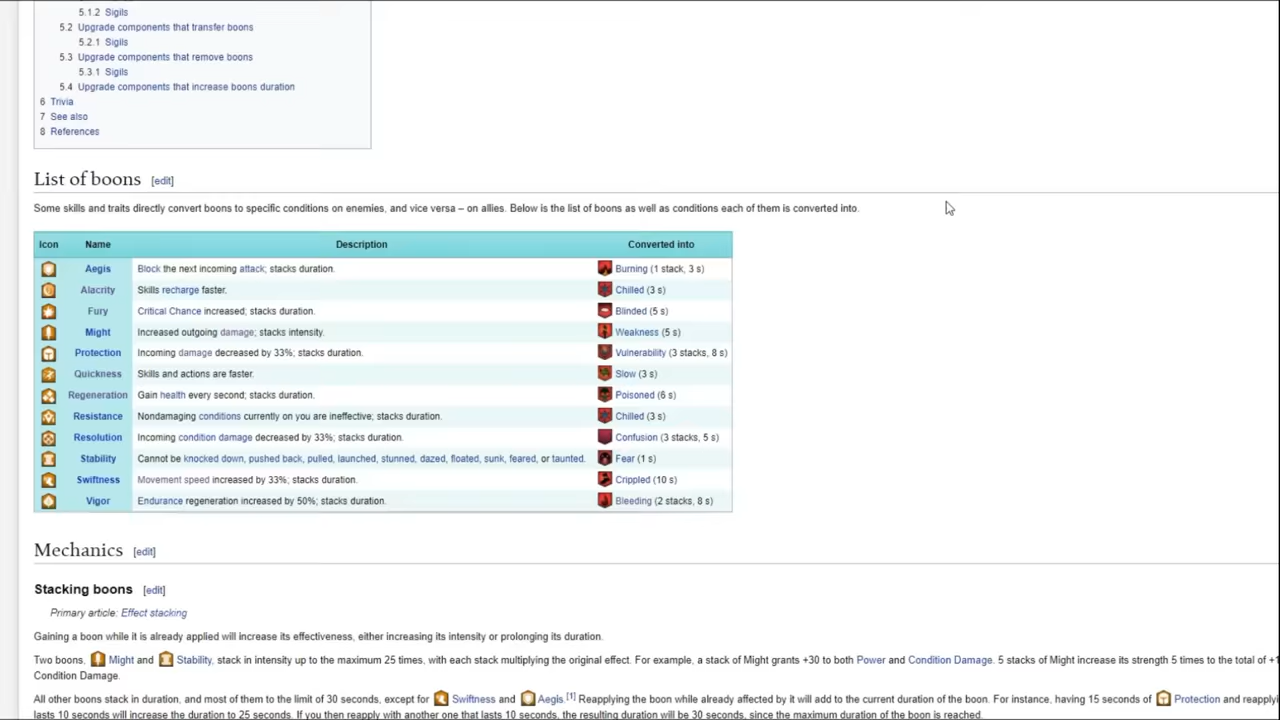 5.1.2 Sigils
5.2 Upgrade components that transfer boons
5.2.1 Sigils
5.3 Upgrade components that remove boons
5.3.1 Sigils
5.4 Upgrade components that increase boons duration
6 Trivia
7 See also
8 References
List of boons [edit]
Some skills and traits directly convert boons to specific conditions on enemies, and vice versa – on allies. Below is the list of boons as well as conditions each of them is converted into.
Icon Name Description Converted into
Aegis Block the next incoming attack; stacks duration. Burning (1 stack, 3 s)
Alacrity Skills recharge faster. Chilled (3 s)
Fury Critical Chance increased; stacks duration. Blinded (5 s)
Might Increased outgoing damage; stacks intensity. Weakness (5 s)
Protection Incoming damage decreased by 33%; stacks duration. Vulnerability (3 stacks, 8 s)
Quickness Skills and actions are faster. Slow (3 s)
Regeneration Gain health every second; stacks duration. Poisoned (6 s)
Resistance Nondamaging conditions currently on you are ineffective; stacks duration. Chilled (3 s)
Resolution Incoming condition damage decreased by 33%; stacks duration. Confusion (3 stacks, 5 s)
Stability Cannot be knocked down, pushed back, pulled, launched, stunned, dazed, floated, sunk, feared, or taunted. Fear (1 s)
Swiftness Movement speed increased by 33%; stacks duration. Crippled (10 s)
Vigor Endurance regeneration increased by 50%; stacks duration. Bleeding (2 stacks, 8 s)
Mechanics [edit]
Stacking boons [edit]
Primary article: Effect stacking
Gaining a boon while it is already applied will increase its effectiveness, either increasing its intensity or prolonging its duration.
Two boons, Might and Stability, stack in intensity up to the maximum 25 times, with each stack multiplying the original effect. For example, a stack of Might grants +30 to both Power and Condition Damage. 5 stacks of Might increase its strength 5 times to the total of +1
Condition Damage.
All other boons stack in duration, and most of them to the limit of 30 seconds, except for Swiftness and Aegis.[1] Reapplying the boon while already affected by it will add to the current duration of the boon. For instance, having 15 seconds of Protection and reapplyi
lasts 10 seconds will increase the duration to 25 seconds. If you then reapply with another one that lasts 10 seconds, the resulting duration will be 30 seconds, since the maximum duration of the boon is reached.